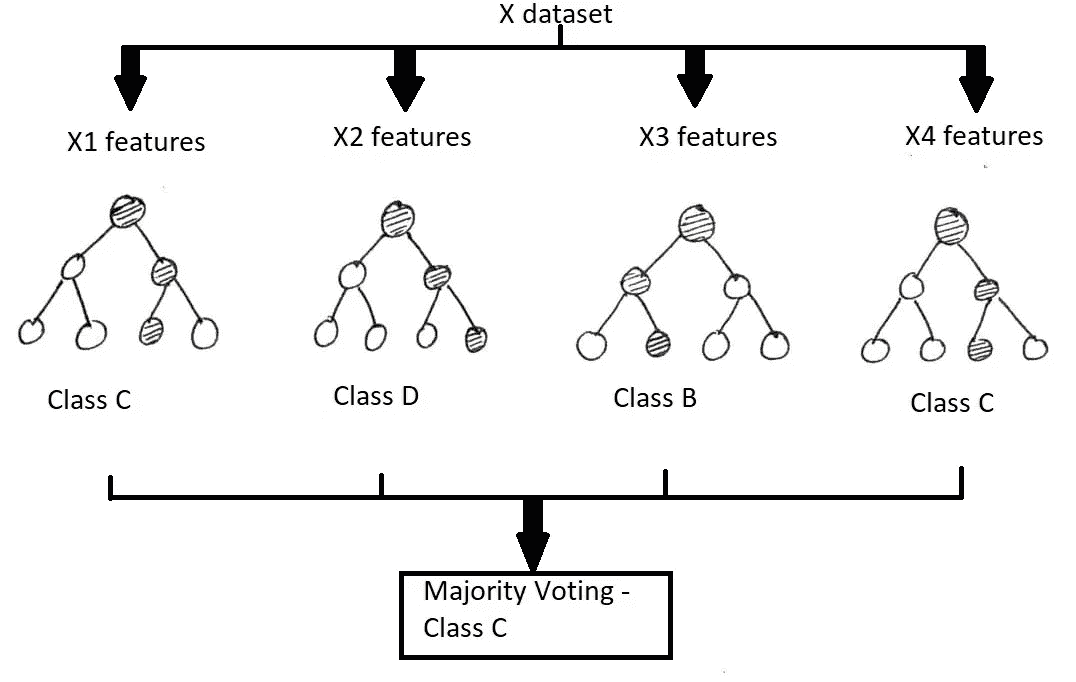 X dataset
X1 features
X2 features
X3 features
X4 features
Class C
Class D
Class B
Class C
Majority Voting -
Class C